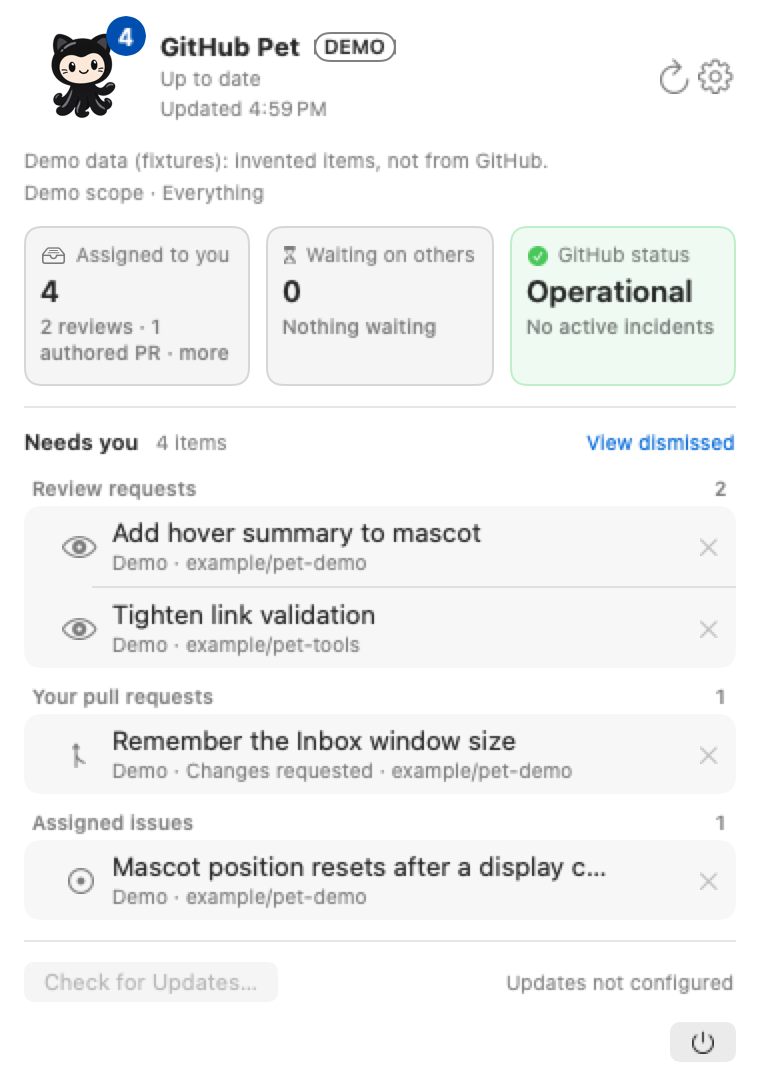 4
GitHub Pet DEMO
Up to date
Updated 4:59 PM
Demo data (fixtures): invented items, not from GitHub.
Demo scope · Everything
Assigned to you
4
2 reviews · 1
authored PR · more
Waiting on others
0
Nothing waiting
GitHub status
Operational
No active incidents
Needs you 4 items View dismissed
Review requests 2
Add hover summary to mascot
Demo · example/pet-demo
Tighten link validation
Demo · example/pet-tools
Your pull requests 1
Remember the Inbox window size
Demo · Changes requested · example/pet-demo
Assigned issues 1
Mascot position resets after a display c...
Demo · example/pet-demo
Check for Updates... Updates not configured